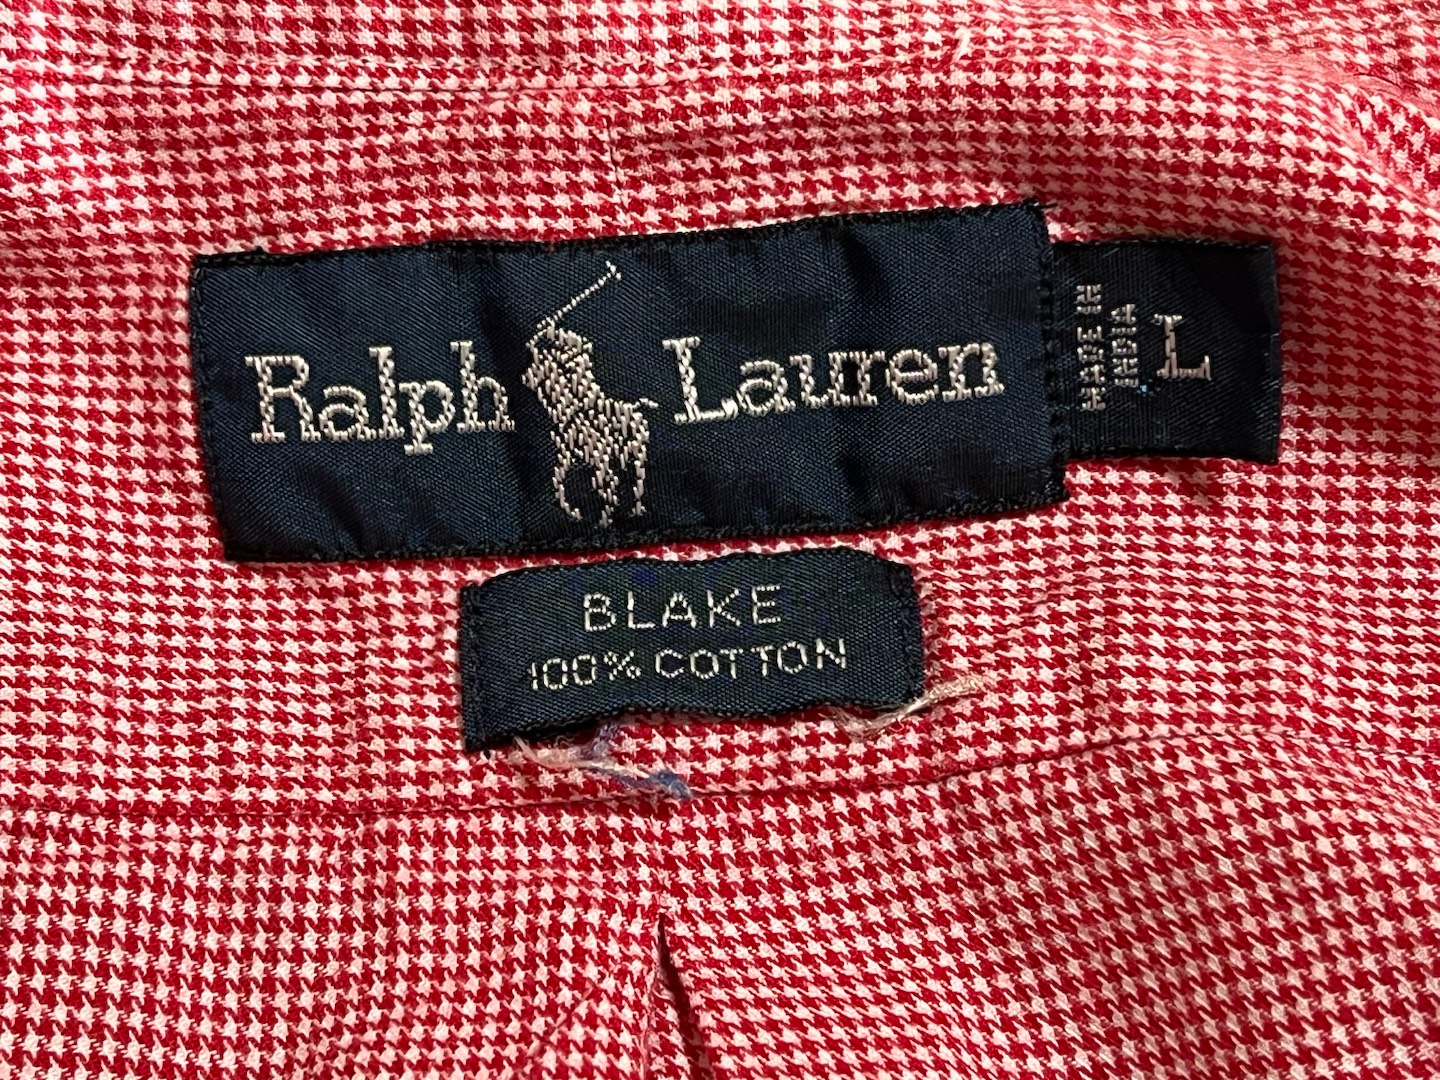 Ralph Lauren
MADE IN
INDIA
L
BLAKE
100% COTTON